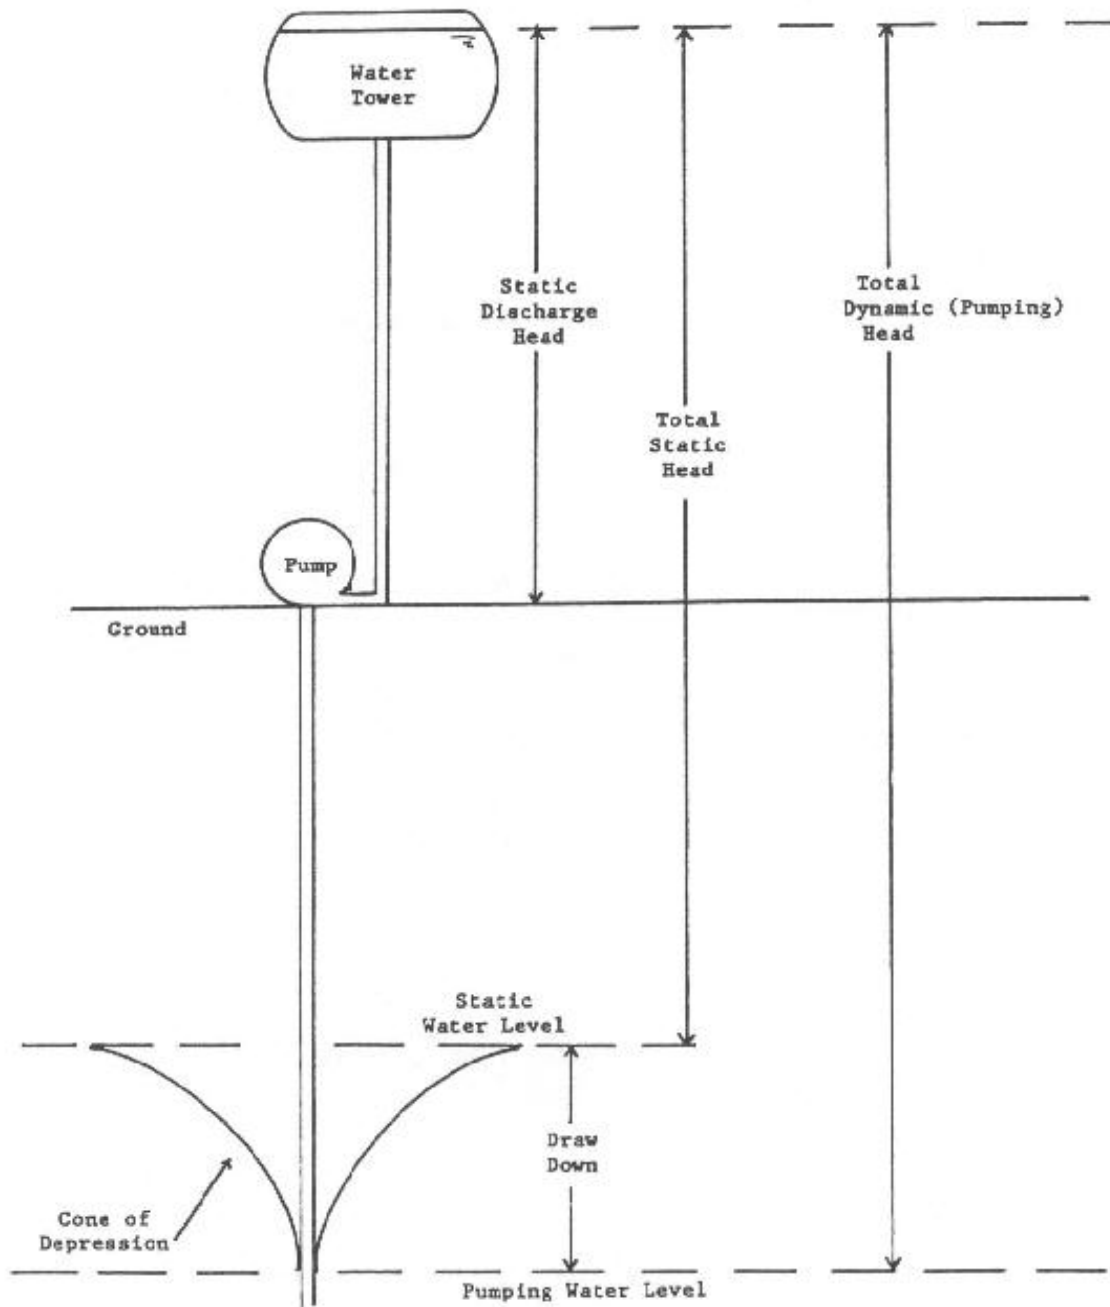 Water
Tower
Static
Discharge
Head
Total
Dynamic (Pumping)
Head
Total
Static
Head
Pump
Ground
Static
Water Level
Draw
Down
Cone of
Depression
Pumping Water Level